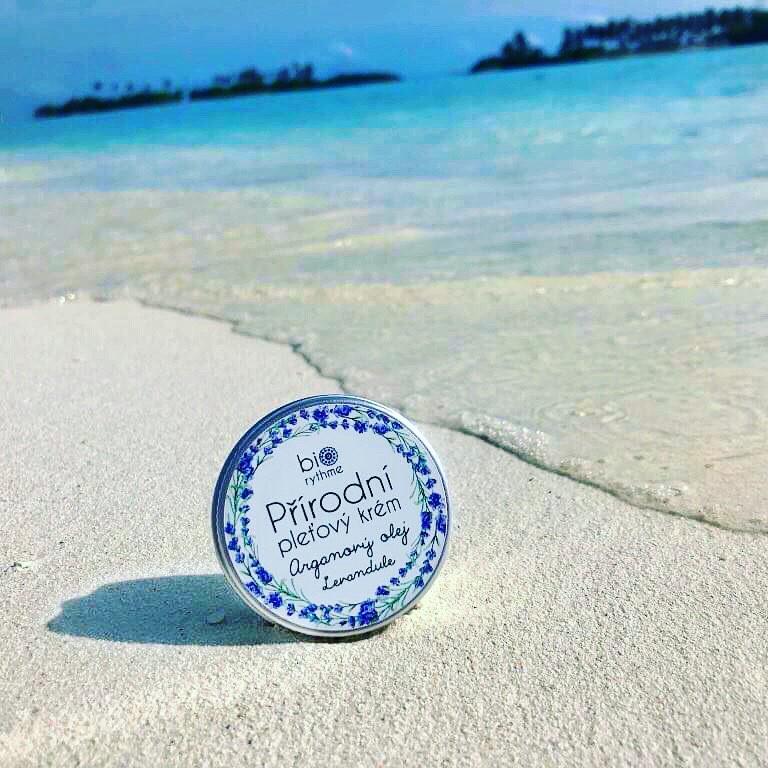 bio
rythme
Přírodní
pleťový krém
Arganový olej
Levandule